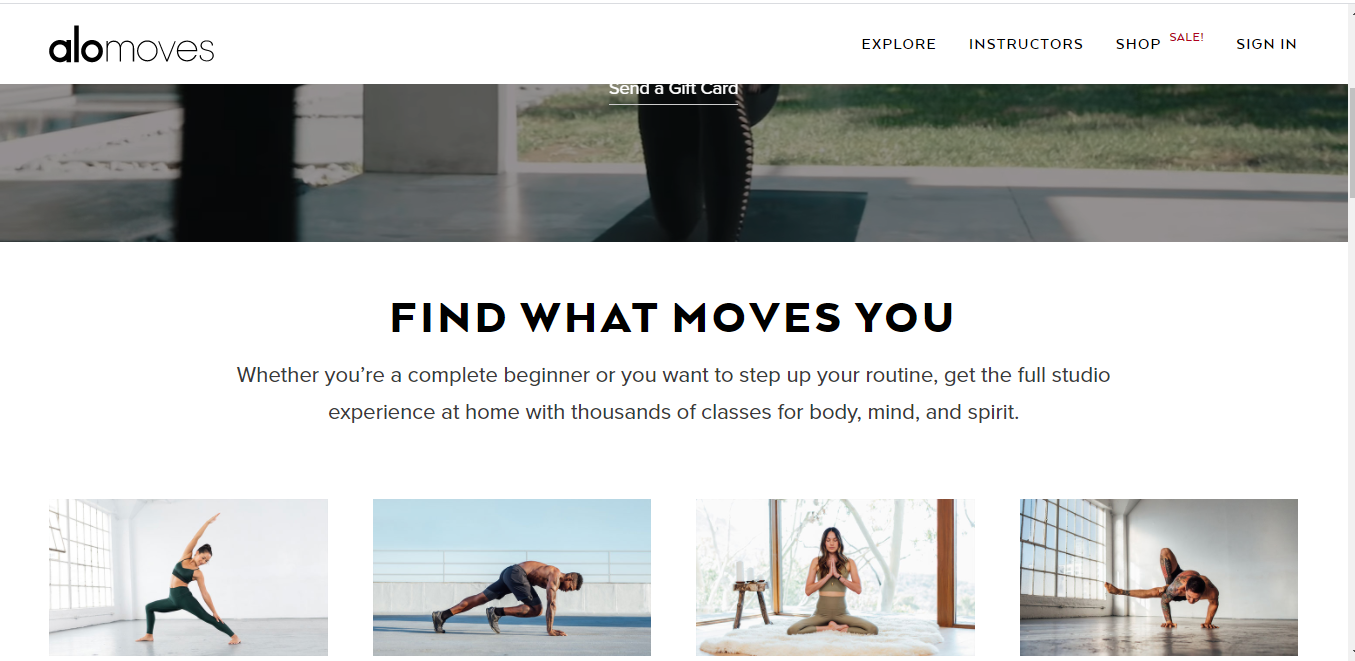 alomoves
EXPLORE INSTRUCTORS SHOP SALE! SIGN IN
Send a Gift Card
FIND WHAT MOVES YOU
Whether you’re a complete beginner or you want to step up your routine, get the full studio
experience at home with thousands of classes for body, mind, and spirit.